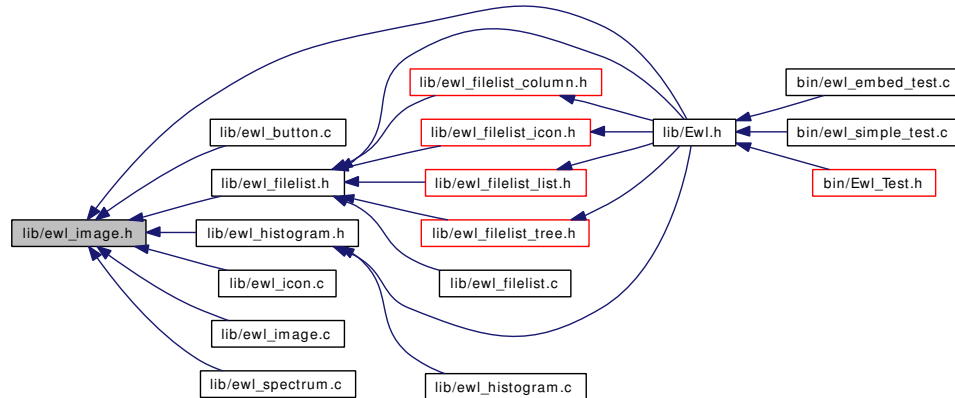 lib/ewl_image.h
lib/ewl_button.c
lib/ewl_filelist.h
lib/ewl_histogram.h
lib/ewl_icon.c
lib/ewl_image.c
lib/ewl_spectrum.c
lib/ewl_filelist_column.h
lib/ewl_filelist_icon.h
lib/ewl_filelist_list.h
lib/ewl_filelist_tree.h
lib/ewl_filelist.c
lib/ewl_histogram.c
lib/Ewl.h
bin/ewl_embed_test.c
bin/ewl_simple_test.c
bin/Ewl_Test.h